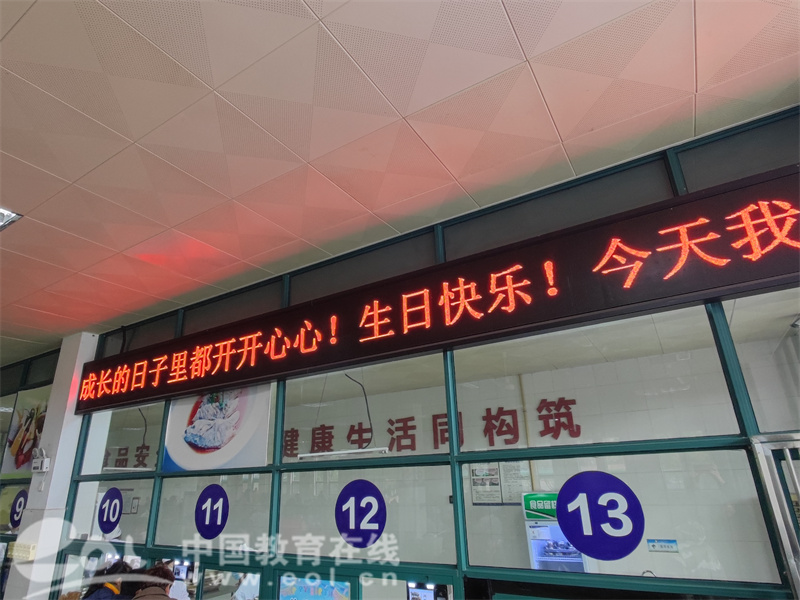 成长的日子里都开开心心！生日快乐！今天我
食品安
健康生活同构筑
9
10
11
12
13
中国教育在线
www.eol.cn